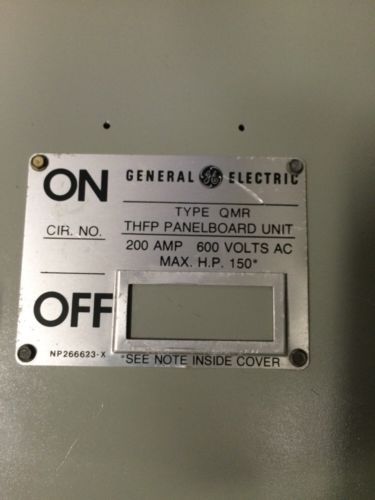 ON
GENERAL GE ELECTRIC
TYPE QMR
CIR. NO.
THFP PANELBOARD UNIT
200 AMP 600 VOLTS AC
MAX. H.P. 150*
OFF
NP266623-X
*SEE NOTE INSIDE COVER